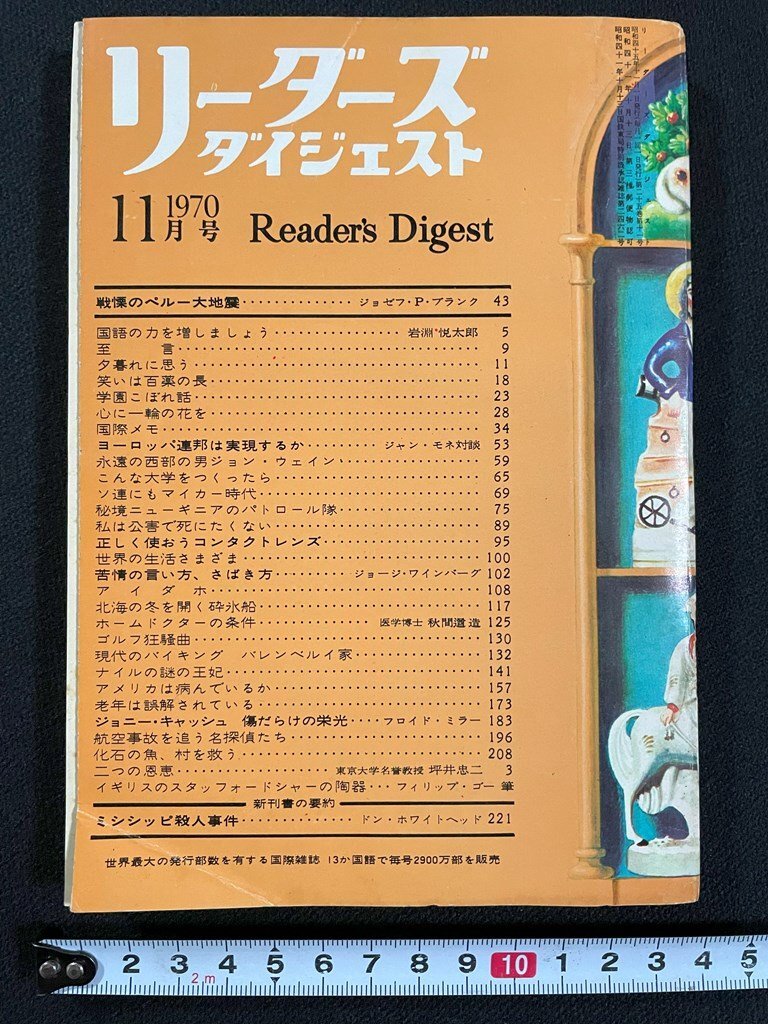 リーダーズ
ダイジェスト
11月号 1970 Reader's Digest
戦慄のペルー大地震‥‥‥‥ジョゼフ・P・ブランク 43
国語の力を増しましょう‥‥‥‥岩淵悦太郎 5
至 言‥‥‥‥9
夕暮れに思う‥‥‥‥11
笑いは百薬の長‥‥‥‥18
学園こぼれ話‥‥‥‥23
心に一輪の花を‥‥‥‥28
国際メモ‥‥‥‥34
ヨーロッパ連邦は実現するか‥‥‥‥ジャン・モネ対談 53
永遠の西部の男ジョン・ウェイン‥‥‥‥59
こんな大学をつくったら‥‥‥‥65
ソ連にもマイカー時代‥‥‥‥69
秘境ニューギニアのパトロール隊‥‥‥‥75
私は公害で死にたくない‥‥‥‥89
正しく使おうコンタクトレンズ‥‥‥‥95
世界の生活さまざま‥‥‥‥100
苦情の言い方、さばき方‥‥‥‥ジョージ・ワインバーグ 102
アイダホ‥‥‥‥108
北海の冬を開く砕氷船‥‥‥‥117
ホームドクターの条件‥‥‥‥医学博士 秋間道造 125
ゴルフ狂騒曲‥‥‥‥130
現代のバイキング バレンベルイ家‥‥‥‥132
ナイルの謎の王妃‥‥‥‥141
アメリカは病んでいるか‥‥‥‥157
老年は誤解されている‥‥‥‥173
ジョニー・キャッシュ 傷だらけの栄光‥‥フロイド・ミラー 183
航空事故を追う名探偵たち‥‥‥‥196
化石の魚、村を救う‥‥‥‥208
二つの恩恵‥‥‥‥東京大学名誉教授 坪井忠二 3
イギリスのスタッフォードシャーの陶器‥‥フィリップ・ゴー筆
新刊書の要約
ミシシッピ殺人事件‥‥‥‥ドン・ホワイトヘッド 221
世界最大の発行部数を有する国際雑誌 13か国語で毎号2900万部を販売
2 3 4 5 6 7 8 9 10 1 2 3 4 5
2m